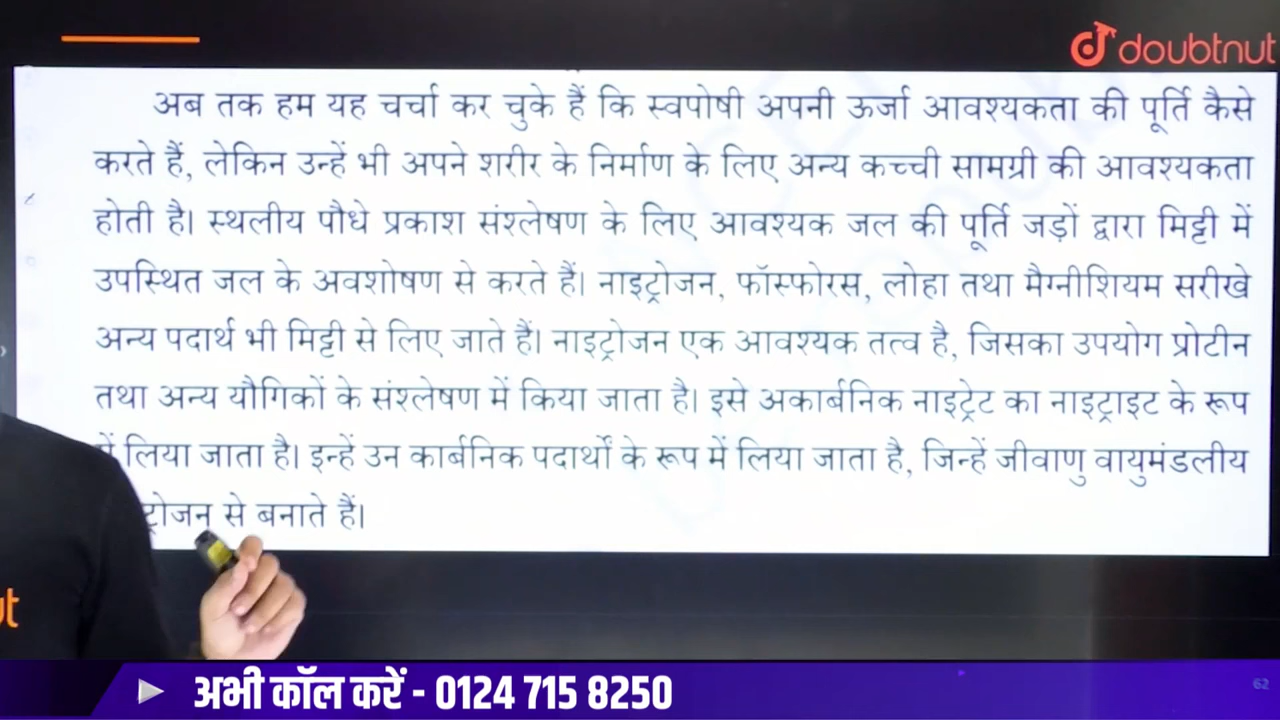 doubtnut
अब तक हम यह चर्चा कर चुके हैं कि स्वपोषी अपनी ऊर्जा आवश्यकता की पूर्ति कैसे
करते हैं, लेकिन उन्हें भी अपने शरीर के निर्माण के लिए अन्य कच्ची सामग्री की आवश्यकता
होती है। स्थलीय पौधे प्रकाश संश्लेषण के लिए आवश्यक जल की पूर्ति जड़ों द्वारा मिट्टी में
उपस्थित जल के अवशोषण से करते हैं। नाइट्रोजन, फॉस्फोरस, लोहा तथा मैग्नीशियम सरीखे
अन्य पदार्थ भी मिट्टी से लिए जाते हैं। नाइट्रोजन एक आवश्यक तत्व है, जिसका उपयोग प्रोटीन
तथा अन्य यौगिकों के संश्लेषण में किया जाता है। इसे अकार्बनिक नाइट्रेट का नाइट्राइट के रूप
लिया जाता है। इन्हें उन कार्बनिक पदार्थों के रूप में लिया जाता है, जिन्हें जीवाणु वायुमंडलीय
से बनाते हैं।
अभी कॉल करें - 0124 715 8250
62